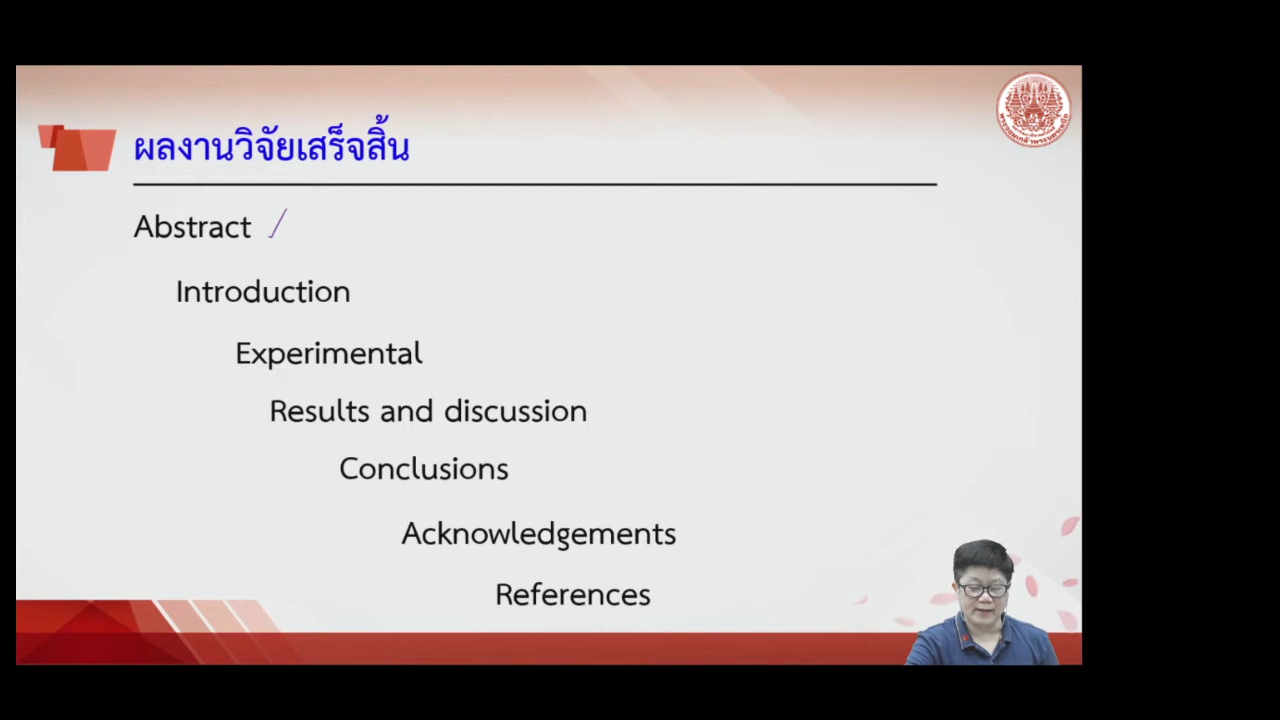 ผลงานวิจัยเสร็จสิ้น
Abstract
Introduction
Experimental
Results and discussion
Conclusions
Acknowledgements
References